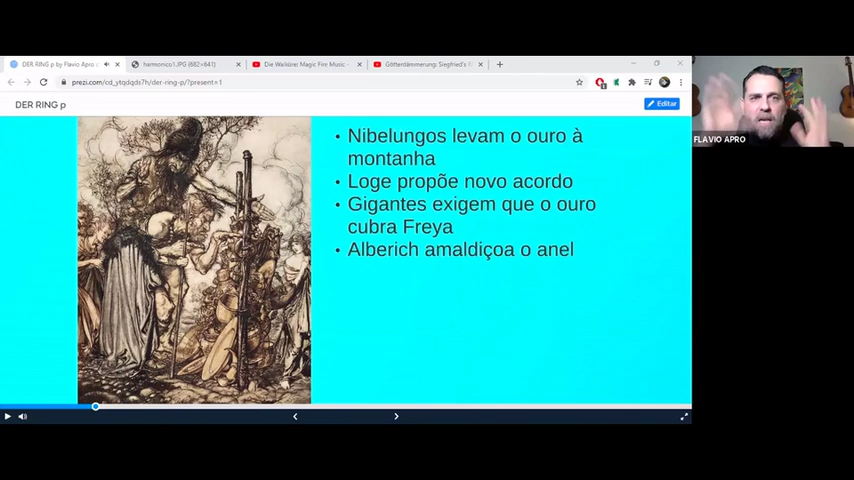 DER RING p by Flavio Apro
harmonico1.JPG (682×641)
Die Walküre: Magic Fire Music -
Götterdämmerung: Siegfried's
prezi.com/cd_ytqdqds7h/der-ring-p/?present=1
DER RING p
Editar
FLAVIO APRO
• Nibelungos levam o ouro à
montanha
• Loge propõe novo acordo
• Gigantes exigem que o ouro
cubra Freya
• Alberich amaldiçoa o anel